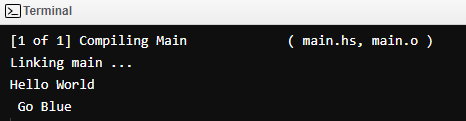 Terminal
[1 of 1] Compiling Main             ( main.hs, main.o )
Linking main ...
Hello World
 Go Blue